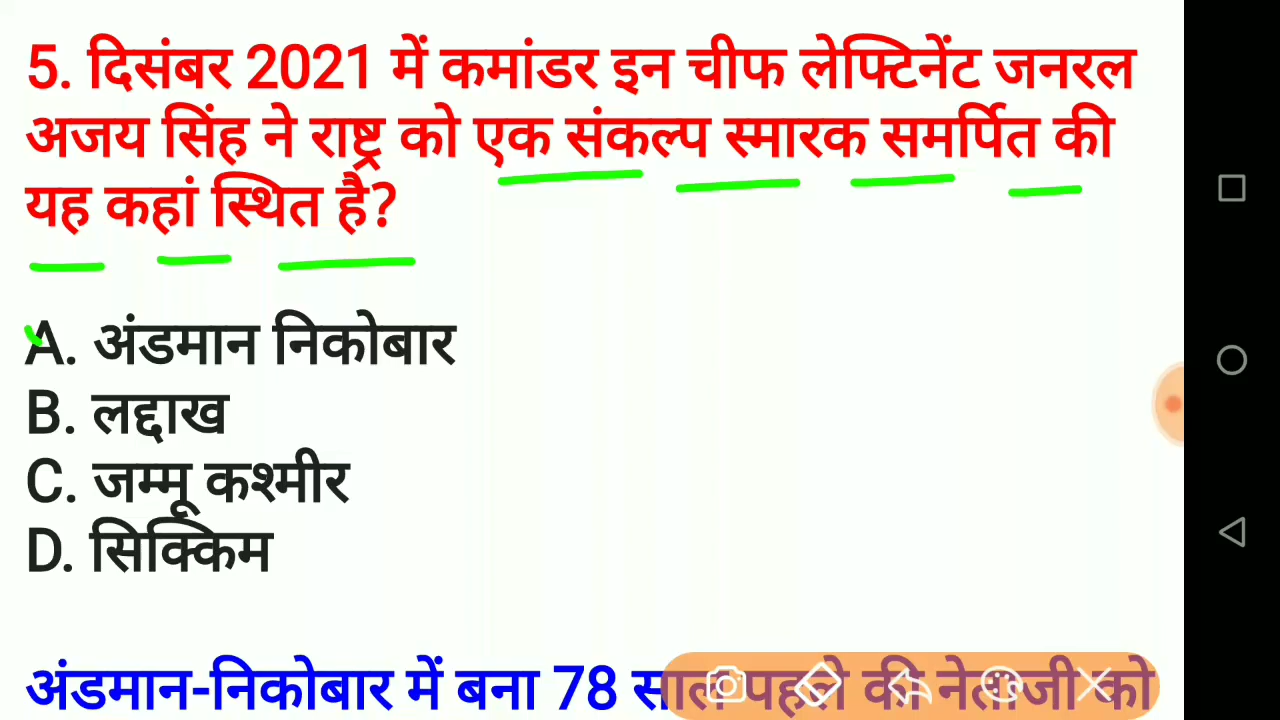 5. दिसंबर 2021 में कमांडर इन चीफ लेफ्टिनेंट जनरल
अजय सिंह ने राष्ट्र को एक संकल्प स्मारक समर्पित की
यह कहां स्थित है?
A. अंडमान निकोबार
B. लद्दाख
C. जम्मू कश्मीर
D. सिक्किम
अंडमान-निकोबार में बना 78 साल पहले की नेताजी को